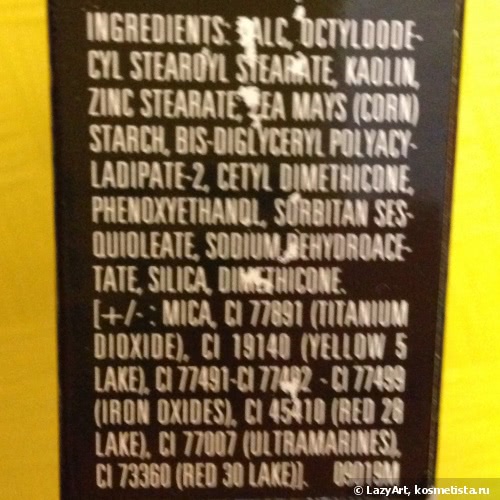 INGREDIENTS: TALC, OCTYLDODE-
CYL STEAROYL STEARATE, KAOLIN,
ZINC STEARATE, ZEA MAYS (CORN)
STARCH, BIS-DIGLYCERYL POLYACY-
LADIPATE-2, CETYL DIMETHICONE,
PHENOXYETHANOL, SORBITAN SES-
QUIOLEATE, SODIUM DEHYDROACE-
TATE, SILICA, DIMETHICONE.
[+/- : MICA, CI 77891 (TITANIUM
DIOXIDE), CI 19140 (YELLOW 5
LAKE), CI 77491-CI 77492 - CI 77499
(IRON OXIDES), CI 45410 (RED 28
LAKE), CI 77007 (ULTRAMARINES),
CI 73360 (RED 30 LAKE)]. 09019M
© LazyArt, kosmetista.ru